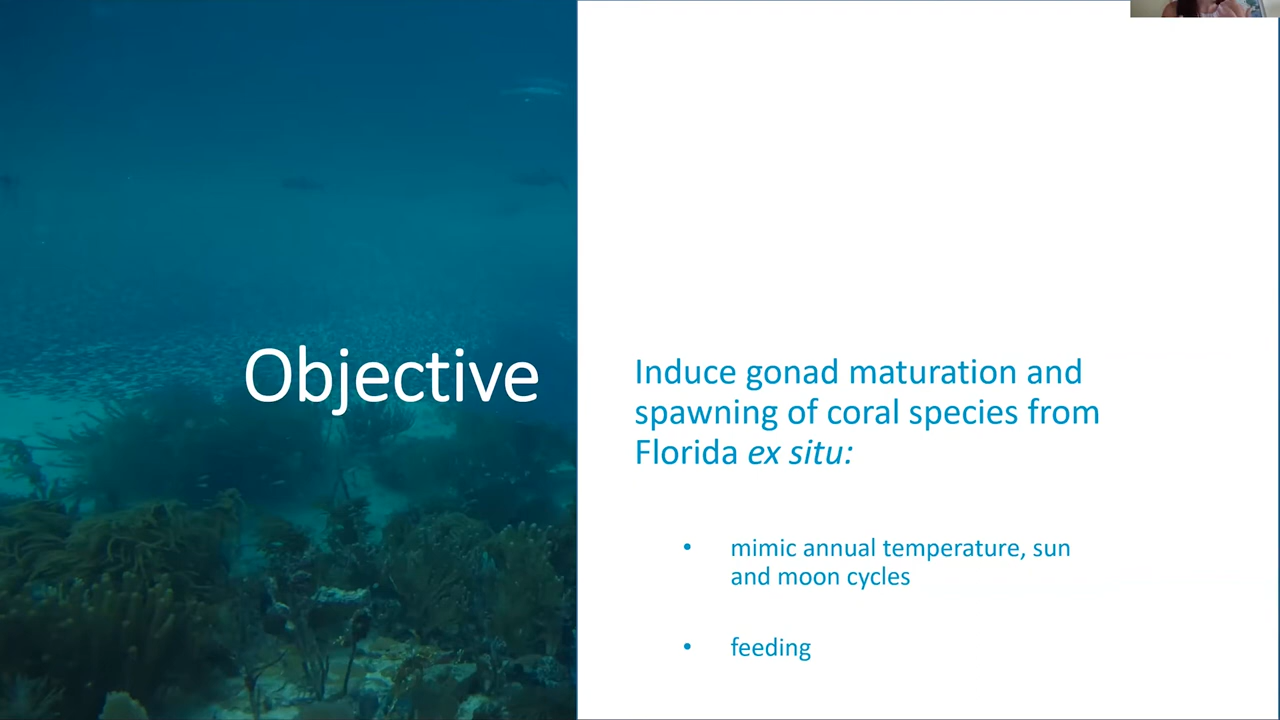 Objective
Induce gonad maturation and
spawning of coral species from
Florida ex situ:
• mimic annual temperature, sun
and moon cycles
• feeding